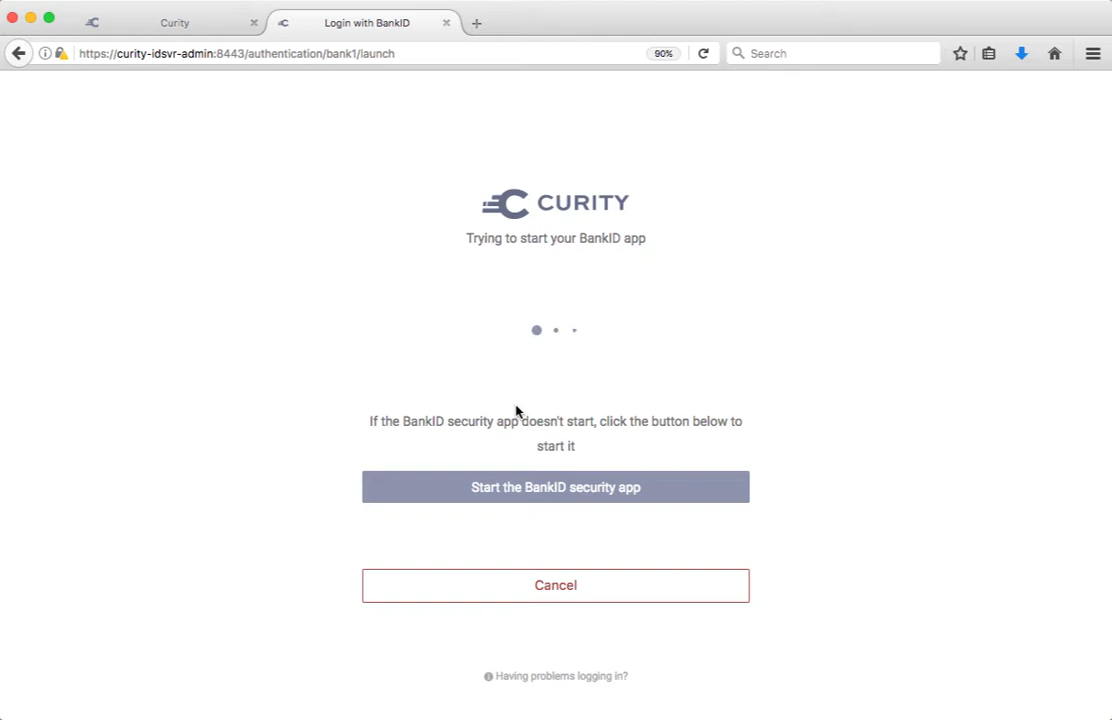 Curity
Login with BankID
https://curity-idsvr-admin:8443/authentication/bank1/launch
90%
Search
CURITY
Trying to start your BankID app
If the BankID security app doesn't start, click the button below to
start it
Start the BankID security app
Cancel
Having problems logging in?